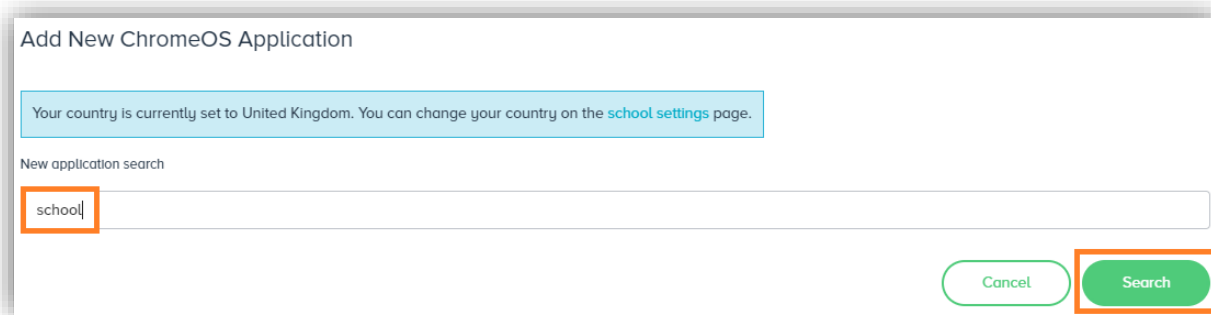 Add New ChromeOS Application
Your country is currently set to United Kingdom. You can change your country on the school settings page.
New application search
school
Cancel
Search